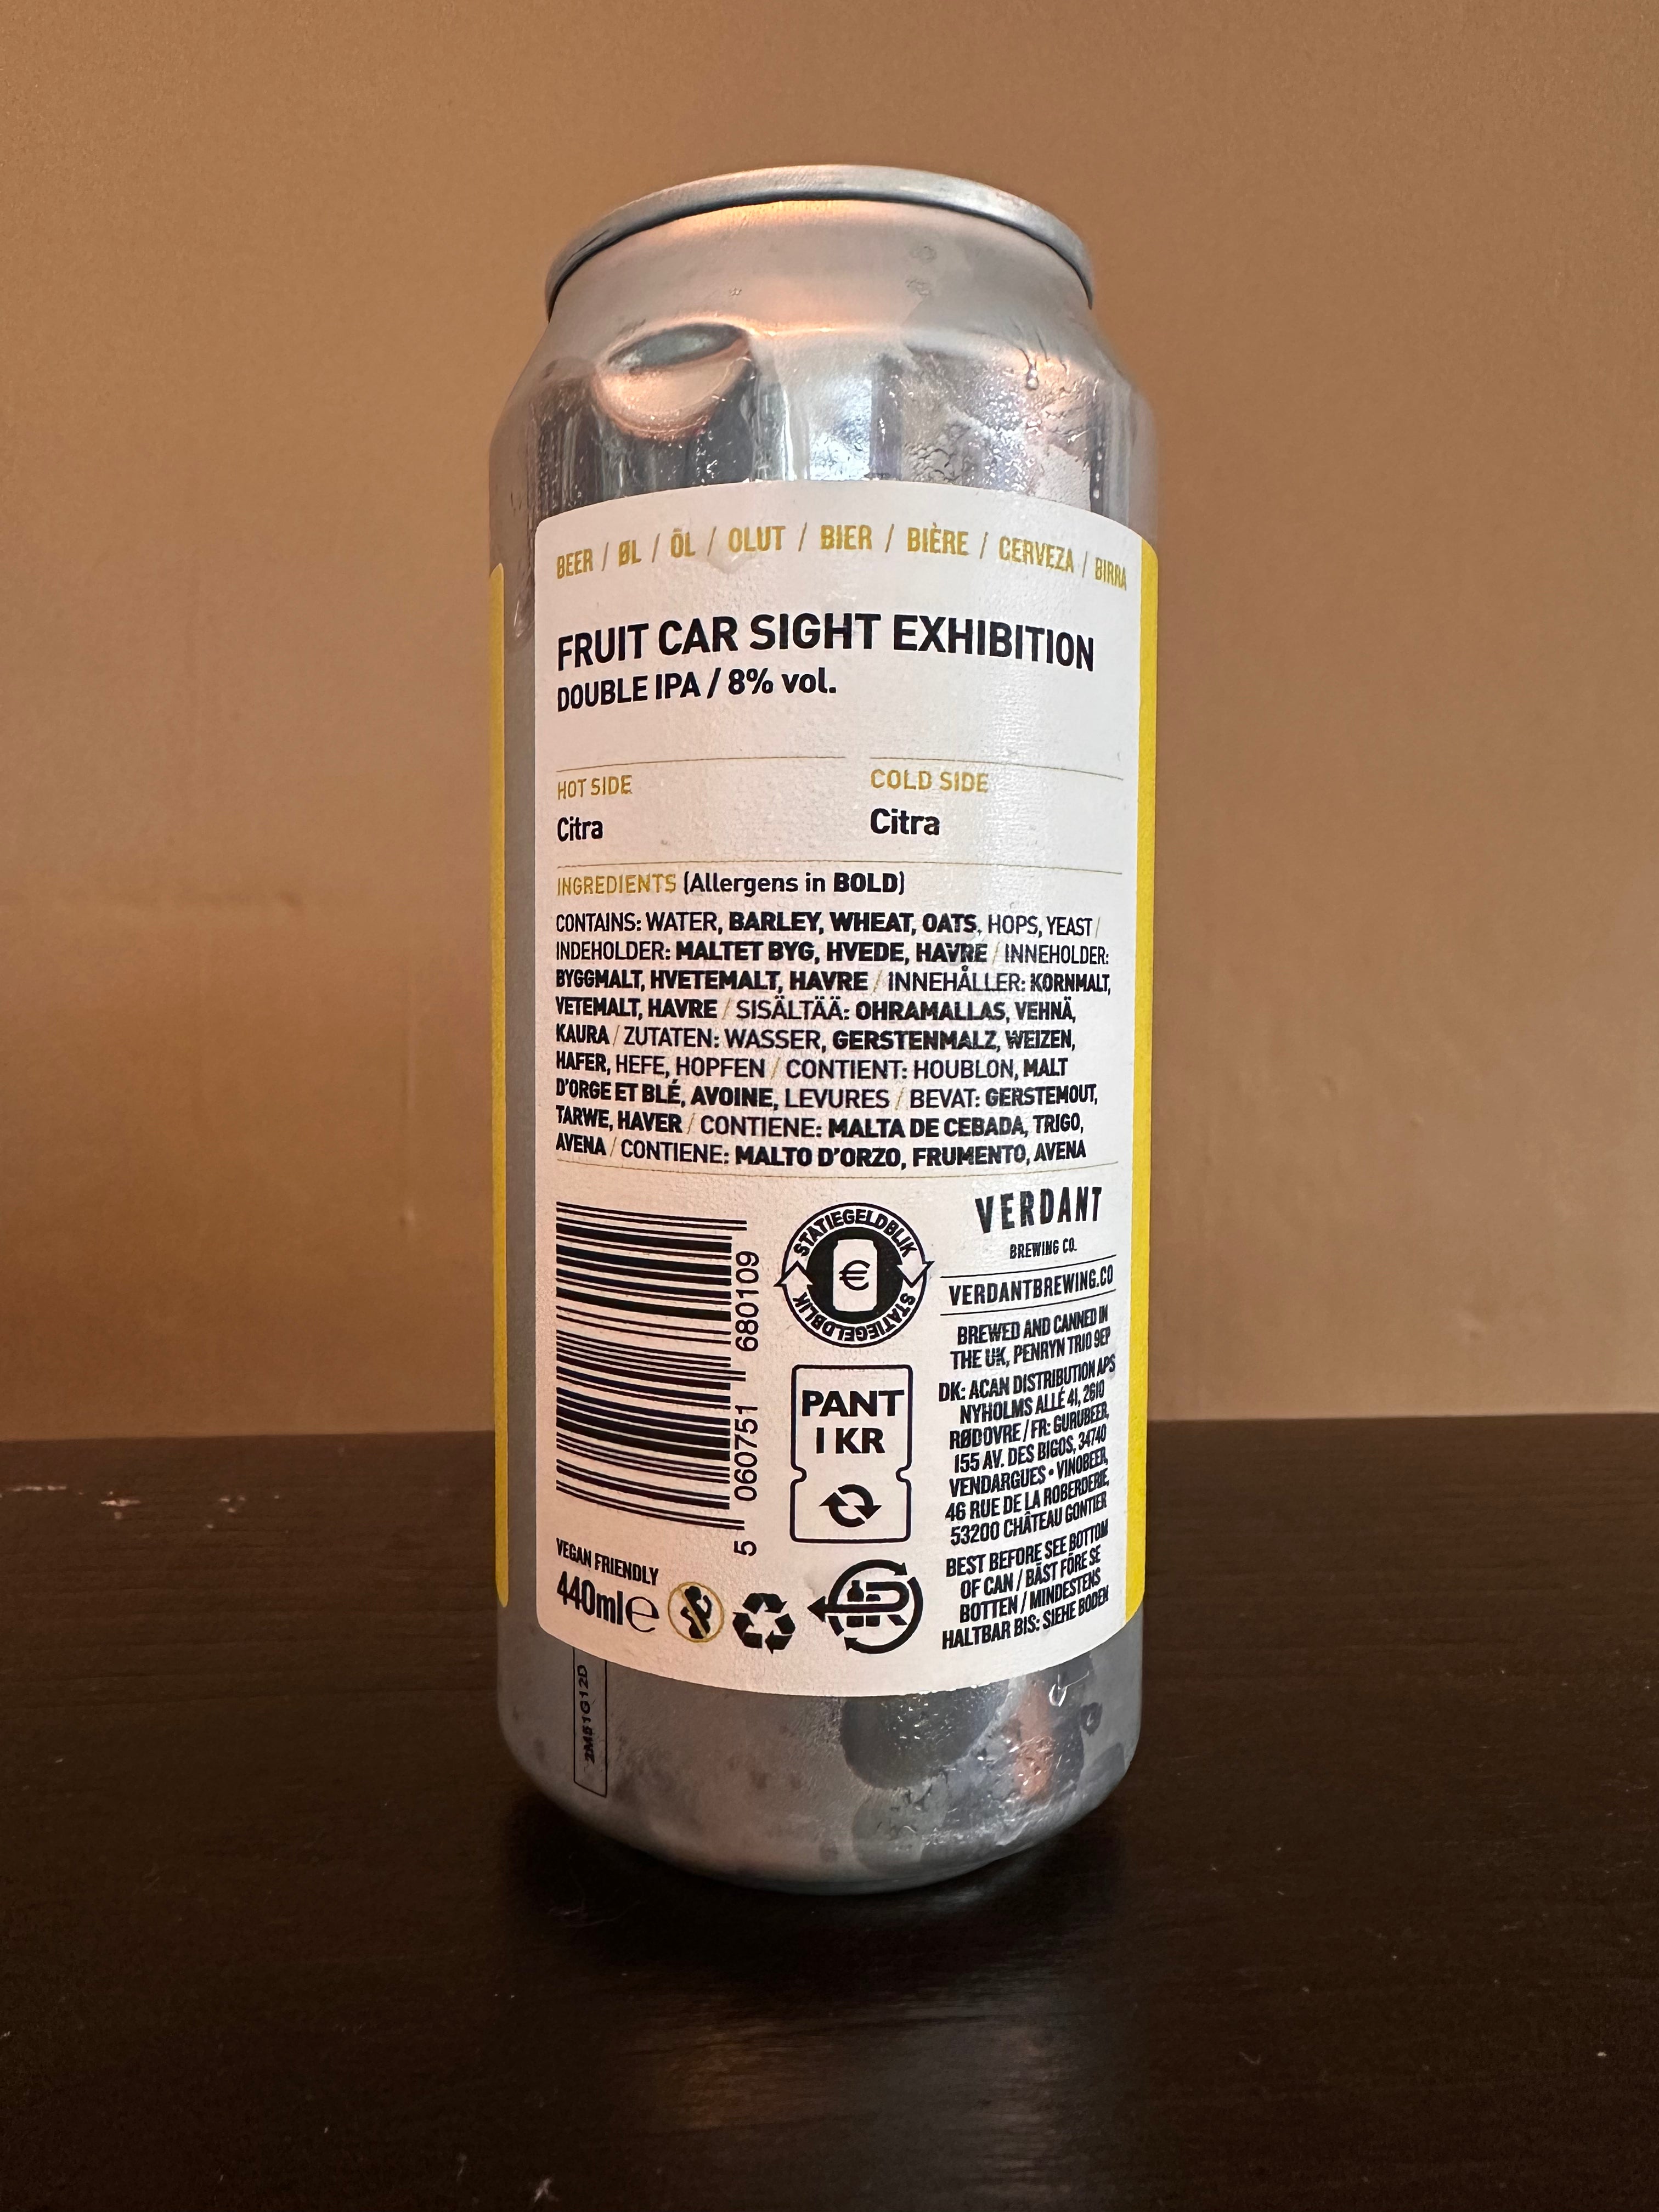 BEER / ØL / ÖL / OLUT / BIER / BIÈRE / CERVEZA / BIRRA
FRUIT CAR SIGHT EXHIBITION
DOUBLE IPA / 8% vol.
HOT SIDE
Citra
COLD SIDE
Citra
INGREDIENTS (Allergens in BOLD)
CONTAINS: WATER, BARLEY, WHEAT, OATS, HOPS, YEAST /
INDEHOLDER: MALTET BYG, HVEDE, HAVRE / INNEHOLDER:
BYGGMALT, HVETEMALT, HAVRE / INNEHÅLLER: KORNMALT,
VETEMALT, HAVRE / SISÄLTÄÄ: OHRAMALLAS, VEHNÄ,
KAURA / ZUTATEN: WASSER, GERSTENMALZ, WEIZEN,
HAFER, HEFE, HOPFEN / CONTIENT: HOUBLON, MALT
D'ORGE ET BLÉ, AVOINE, LEVURES / BEVAT: GERSTEMOUT,
TARWE, HAVER / CONTIENE: MALTA DE CEBADA, TRIGO,
AVENA / CONTIENE: MALTO D'ORZO, FRUMENTO, AVENA
5 060751 680109
STATIEGELDBLIK
€
STATIEGELDBLIK
STATIEGELDBLIK
PANT
1 KR
VERDANT
BREWING CO.
VERDANTBREWING.CO
BREWED AND CANNED IN
THE UK, PENRYN TR10 9EP
DK: ACAN DISTRIBUTION APS
NYHOLMS ALLÉ 41, 2610
RØDOVRE / FR: GURUBEER,
155 AV. DES BIGOS, 34740
VENDARGUES • VINOBEER,
46 RUE DE LA ROBERDERIE,
53200 CHÂTEAU GONTIER
BEST BEFORE SEE BOTTOM
OF CAN / BÄST FÖRE SE
BOTTEN / MINDESTENS
HALTBAR BIS: SIEHE BODEN
VEGAN FRIENDLY
440ml e
2M51G12D